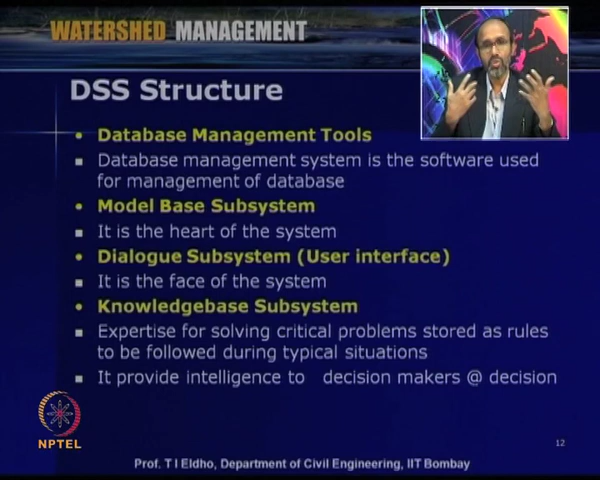 WATERSHED MANAGEMENT
DSS Structure
• Database Management Tools
▪ Database management system is the software used
for management of database
• Model Base Subsystem
▪ It is the heart of the system
• Dialogue Subsystem (User interface)
▪ It is the face of the system
• Knowledgebase Subsystem
▪ Expertise for solving critical problems stored as rules
to be followed during typical situations
▪ It provide intelligence to decision makers @ decision
NPTEL
12
Prof. T I Eldho, Department of Civil Engineering, IIT Bombay